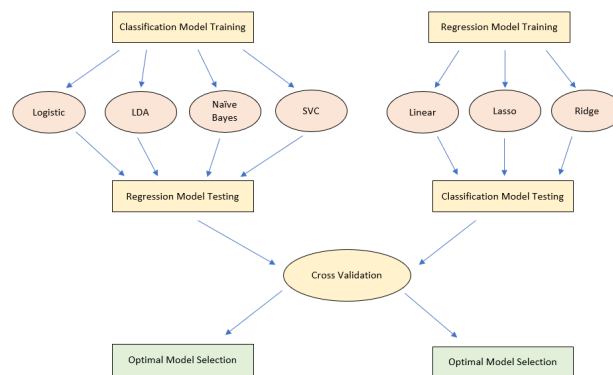 Classification Model Training
Regression Model Training
Logistic
LDA
Naïve
Bayes
SVC
Linear
Lasso
Ridge
Regression Model Testing
Classification Model Testing
Cross Validation
Optimal Model Selection
Optimal Model Selection